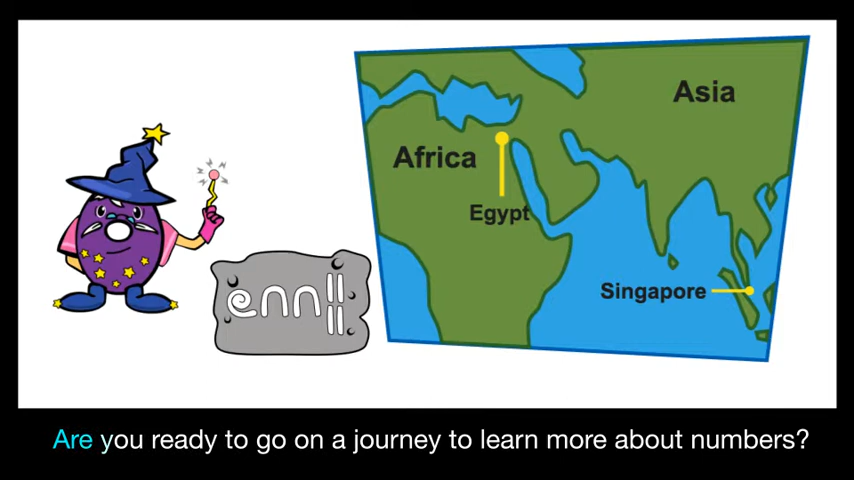 Asia
Africa
Egypt
Singapore
Are you ready to go on a journey to learn more about numbers?